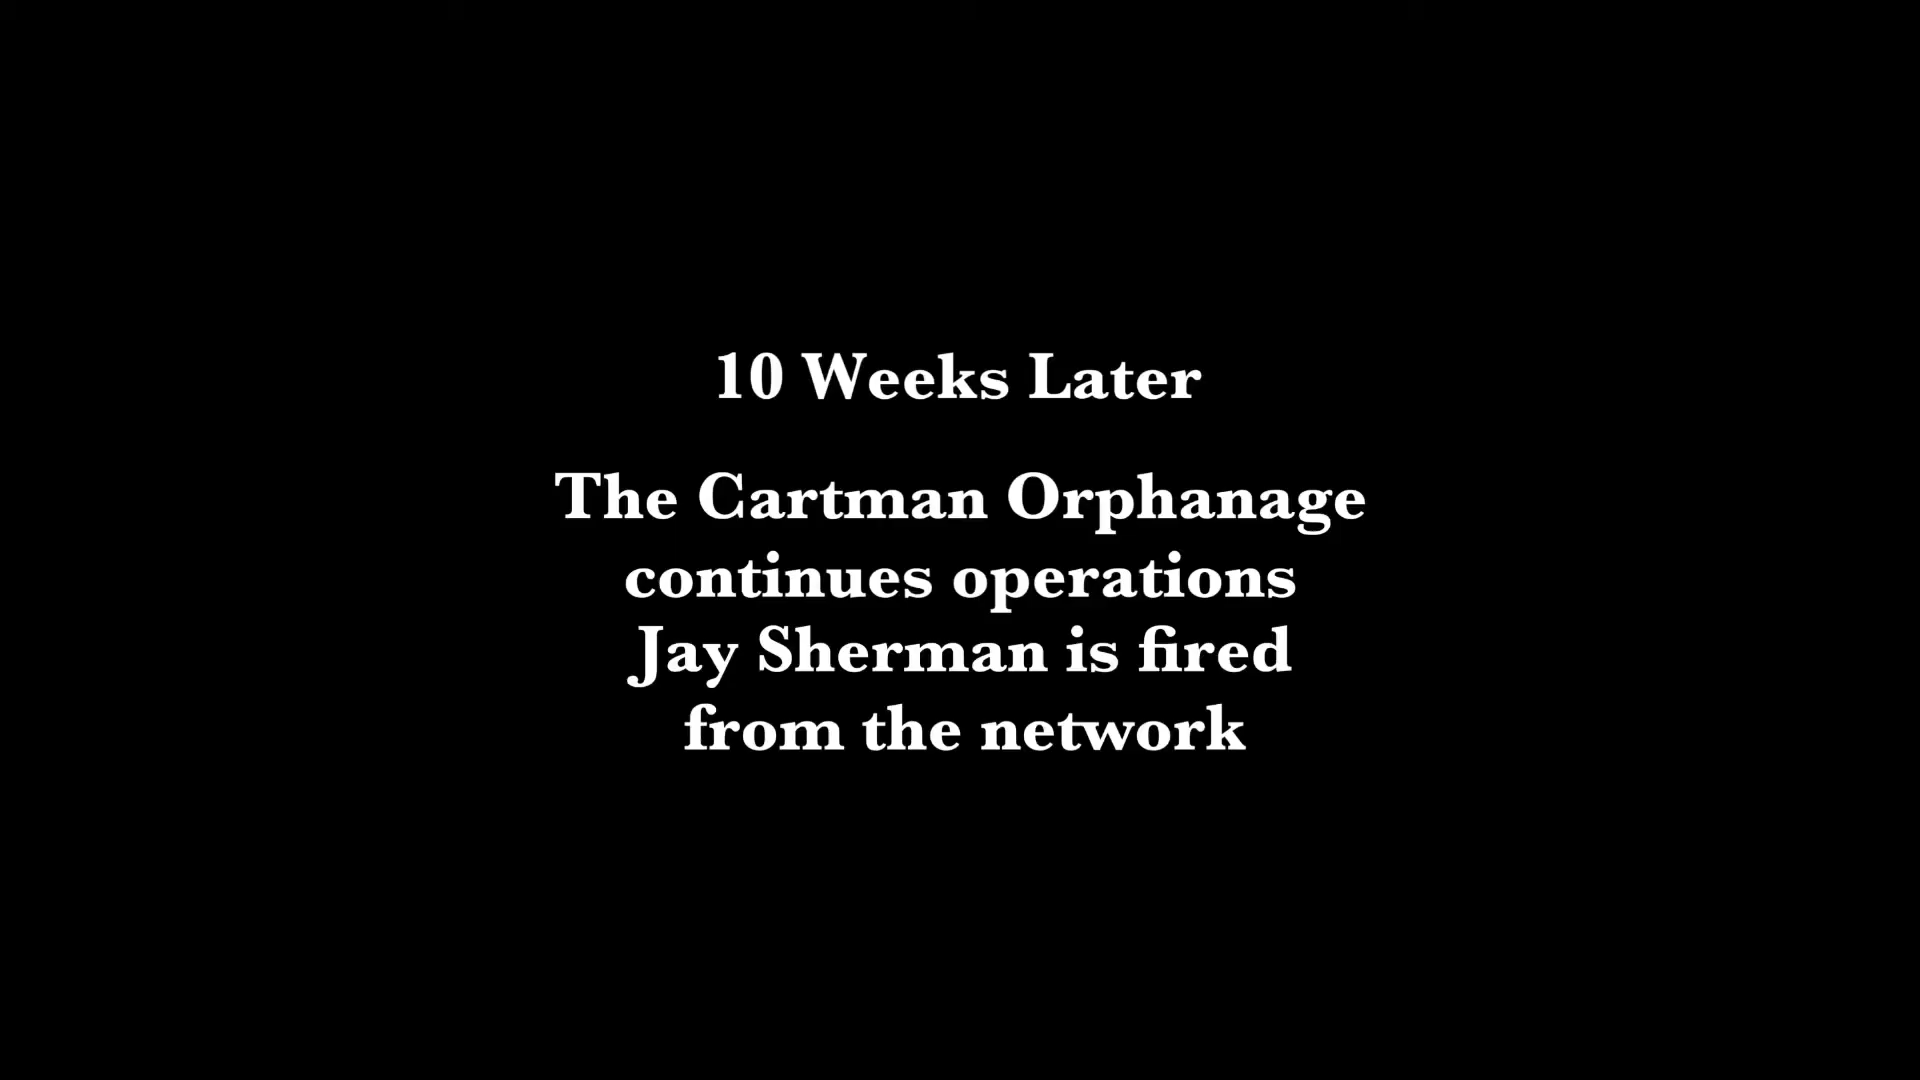 10 Weeks Later
The Cartman Orphanage
continues operations
Jay Sherman is fired
from the network